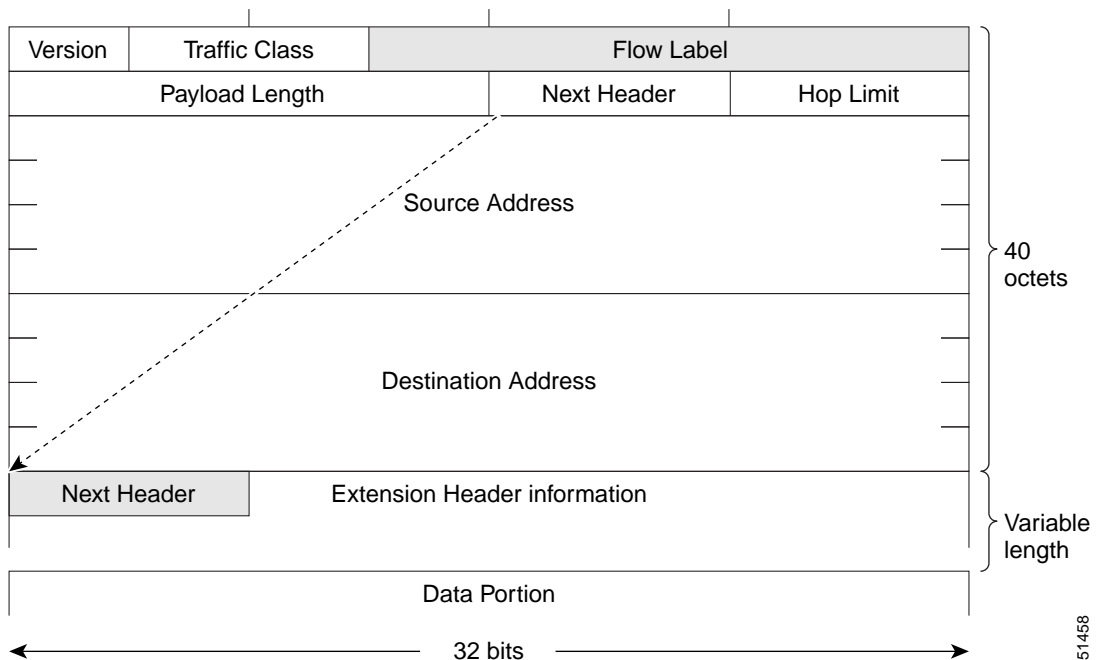 Version Traffic Class Flow Label
Payload Length Next Header Hop Limit
Source Address
40
octets
Destination Address
Next Header Extension Header information
Variable
length
Data Portion
32 bits
51458